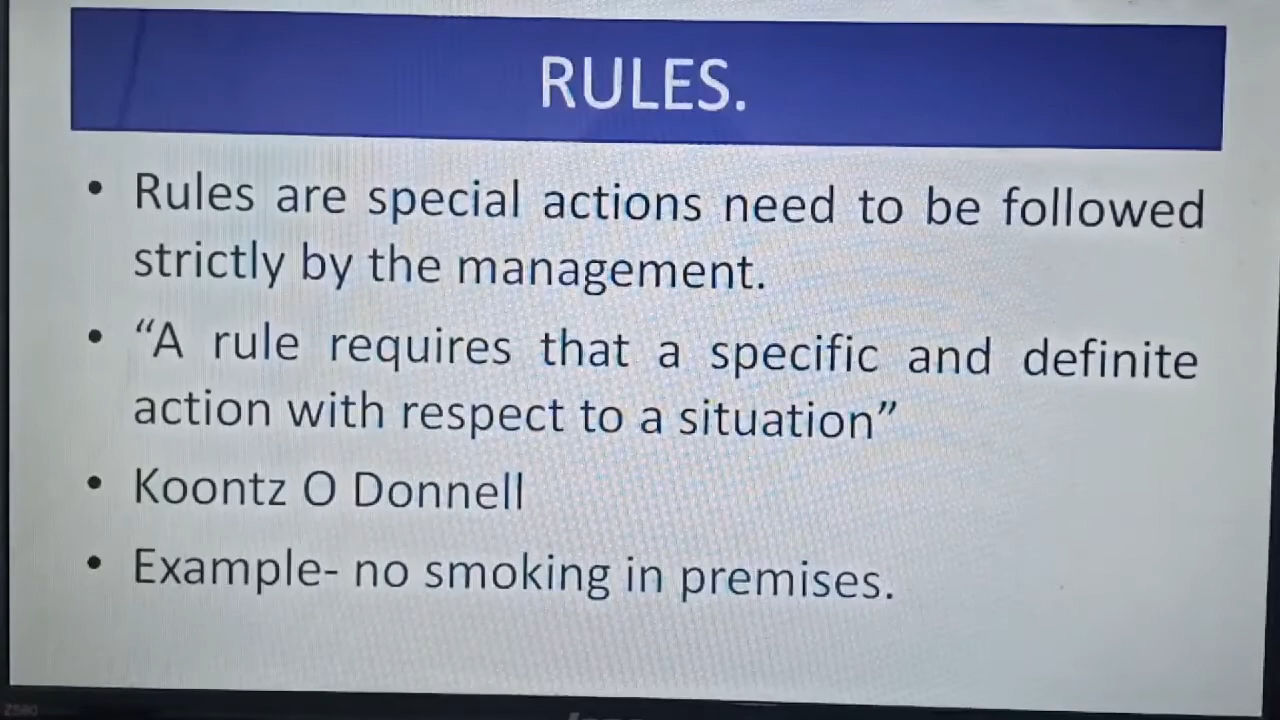 RULES.
• Rules are special actions need to be followed
strictly by the management.
• “A rule requires that a specific and definite
action with respect to a situation”
• Koontz O Donnell
• Example- no smoking in premises.